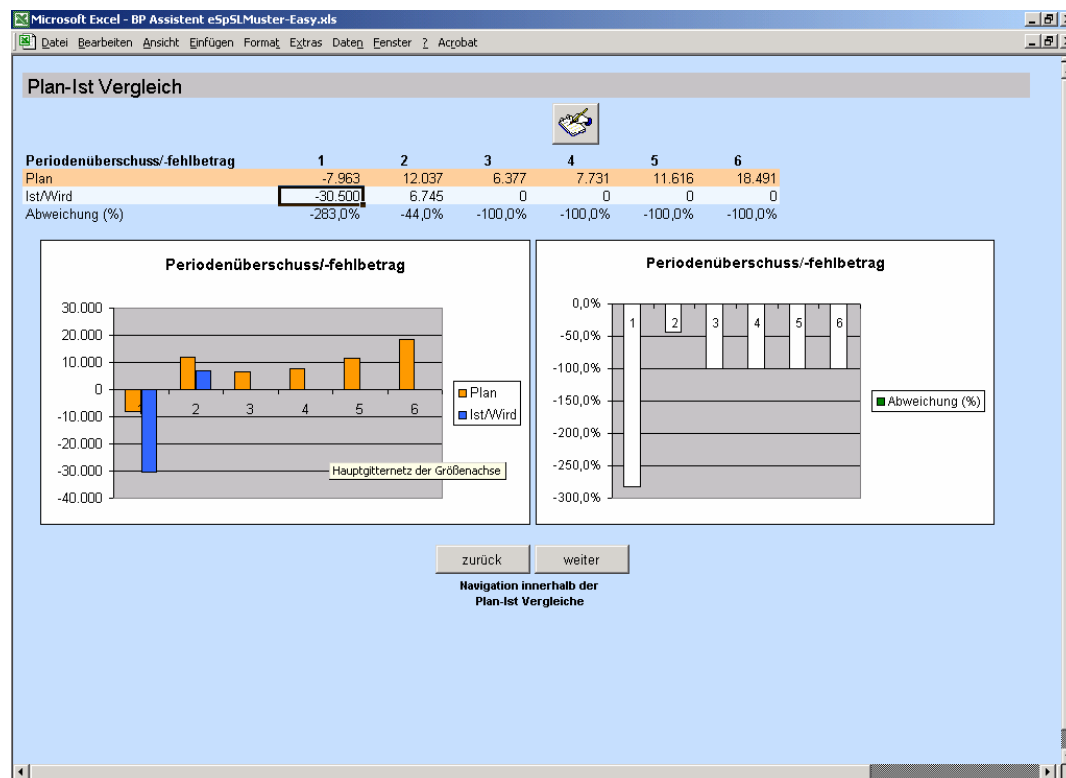 Microsoft Excel - BP Assistent eSpSLMuster-Easy.xls
Datei Bearbeiten Ansicht Einfügen Format Extras Daten Fenster ? Acrobat
Plan-Ist Vergleich
Periodenüberschuss/-fehlbetrag 1 2 3 4 5 6
Plan -7.963 12.037 6.377 7.731 11.616 18.491
Ist/Wird -30.500 6.745 0 0 0 0
Abweichung (%) -283,0% -44,0% -100,0% -100,0% -100,0% -100,0%
Periodenüberschuss/-fehlbetrag
30.000
20.000
10.000
0
-10.000
-20.000
-30.000
-40.000
1 2 3 4 5 6
Plan
Ist/Wird
Hauptgitternetz der Größenachse
Periodenüberschuss/-fehlbetrag
0,0%
-50,0%
-100,0%
-150,0%
-200,0%
-250,0%
-300,0%
1 2 3 4 5 6
Abweichung (%)
zurück weiter
Navigation innerhalb der
Plan-Ist Vergleiche